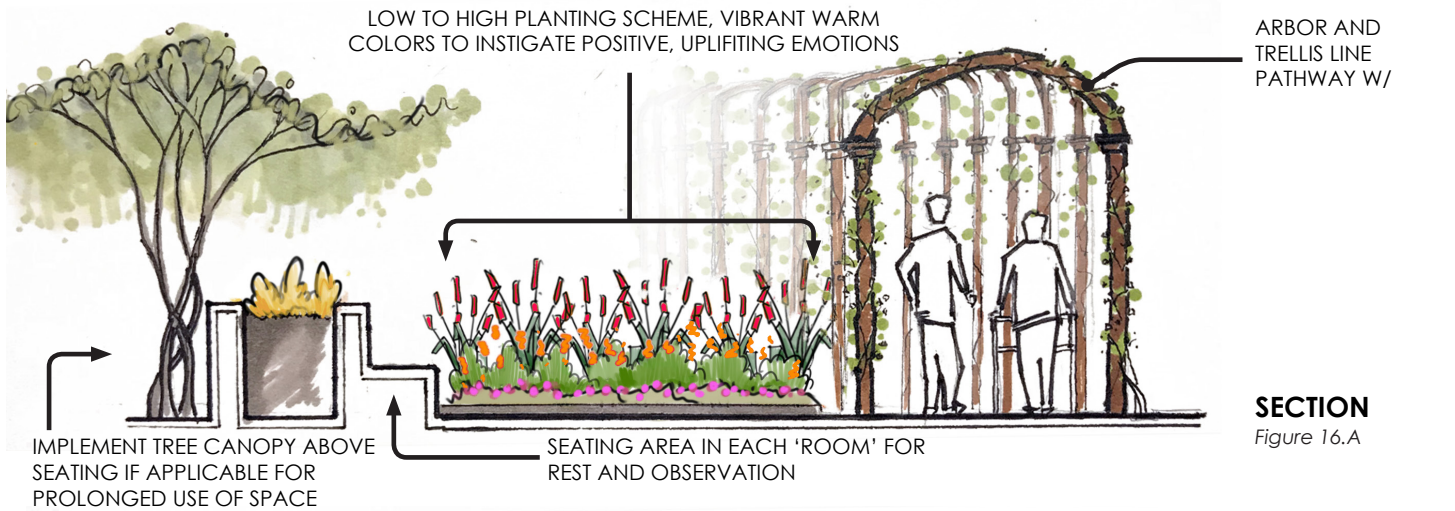 LOW TO HIGH PLANTING SCHEME, VIBRANT WARM
COLORS TO INSTIGATE POSITIVE, UPLIFITING EMOTIONS
ARBOR AND
TRELLIS LINE
PATHWAY W/
IMPLEMENT TREE CANOPY ABOVE
SEATING IF APPLICABLE FOR
PROLONGED USE OF SPACE
SEATING AREA IN EACH ‘ROOM’ FOR
REST AND OBSERVATION
SECTION
Figure 16.A